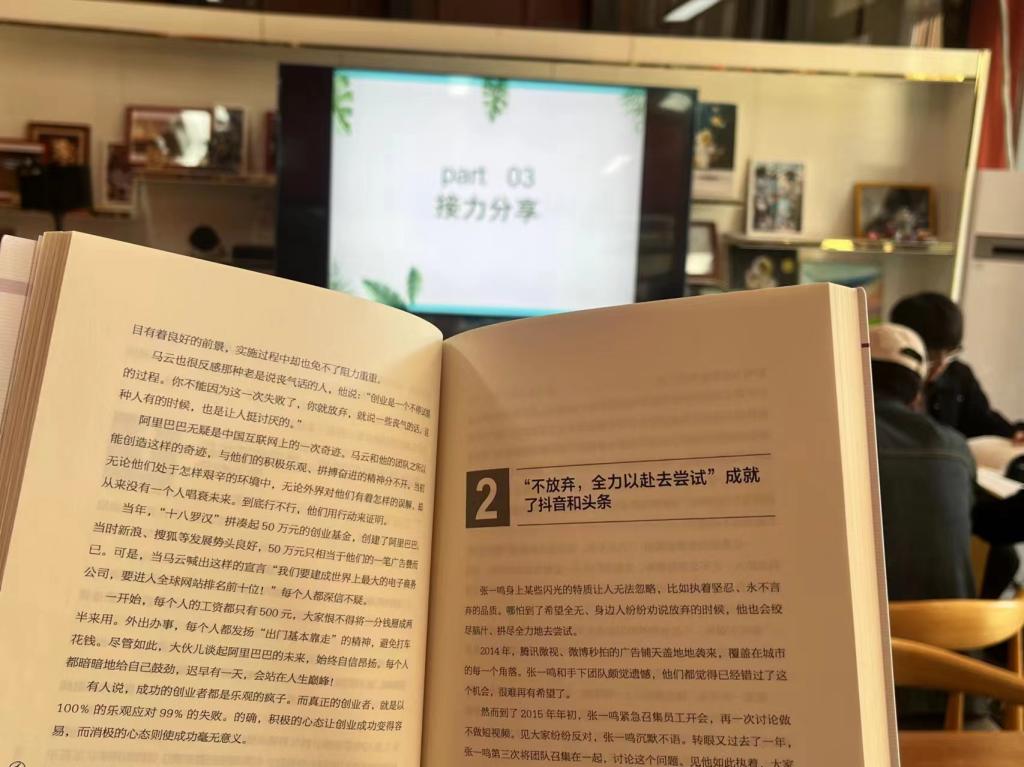 part 03
接力分享
目有着良好的前景，实施过程中却也免不了阻力重重。
马云也很反感那种老是说丧气话的人，他说：“创业是一个不停试错
的过程。你不能因为这一次失败了，你就放弃，就说一些丧气的话，这
种人有的时候，也是让人挺讨厌的。”
阿里巴巴无疑是中国互联网上的一次奇迹。马云和他的团队之所以
能创造这样的奇迹，与他们的积极乐观、拼搏奋进的精神分不开。当初
无论他们处于怎样艰辛的环境中，无论外界对他们有着怎样的误解，却
从来没有一个人唱衰未来。到底行不行，他们用行动来证明。
当年，“十八罗汉”拼凑起50万元的创业基金，创建了阿里巴巴。
当时新浪、搜狐等发展势头良好，50万元只相当于他们的一笔广告费而
已。可是，当马云喊出这样的宣言“我们要建成世界上最大的电子商务
公司，要进入全球网站排名前十位！”每个人都深信不疑。
一开始，每个人的工资都只有500元，大家恨不得将一分钱掰成两
半来用。外出办事，每个人都发扬“出门基本靠走”的精神，避免打车
花钱。尽管如此，大伙儿谈起阿里巴巴的未来，始终自信昂扬。每个人
都暗暗地给自己鼓劲，迟早有一天，会站在人生巅峰！
有人说，成功的创业者都是乐观的疯子。而真正的创业者，就是以
100%的乐观应对99%的失败。的确，积极的心态让创业成功变得容
易，而消极的心态则使成功毫无意义。
2
“不放弃，全力以赴去尝试”成就
了抖音和头条
张一鸣身上某些闪光的特质让人无法忽略，比如执着坚忍、永不言
弃的品质。哪怕到了希望全无、身边人纷纷劝说放弃的时候，他也会绞
尽脑汁、拼尽全力地去尝试。
2014年，腾讯微视、微博秒拍的广告铺天盖地地袭来，覆盖在城市
的每一个角落。张一鸣和手下团队颇觉遗憾，他们都觉得已经错过了这
个机会，很难再有希望了。
然而到了2015年年初，张一鸣紧急召集员工开会，再一次讨论做
不做短视频。见大家纷纷反对，张一鸣沉默不语。转眼又过去了一年，
张一鸣第三次将团队召集在一起，讨论这个问题。见他如此执着，大家